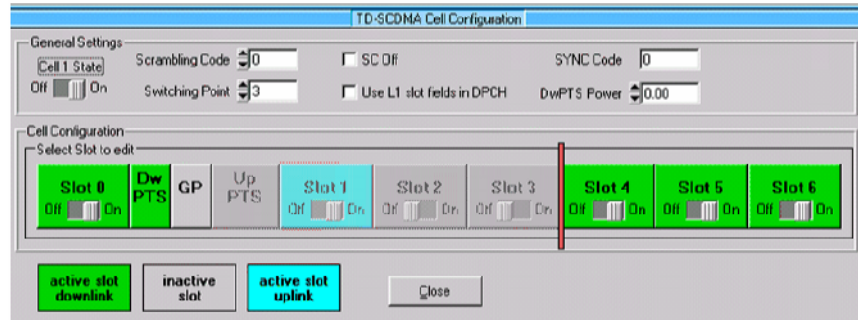 TD-SCDMA Cell Configuration
General Settings
Cell 1 State
Off On
Scrambling Code 0
Switching Point 3
SC Off
Use L1 slot fields in DPCH
SYNC Code 0
DwPTS Power 0.00
Cell Configuration
Select Slot to edit
Slot 0
Off On
Dw
PTS
GP
Up
PTS
Slot 1
Off On
Slot 2
Off On
Slot 3
Off On
Slot 4
Off On
Slot 5
Off On
Slot 6
Off On
active slot
downlink
inactive
slot
active slot
uplink
Close